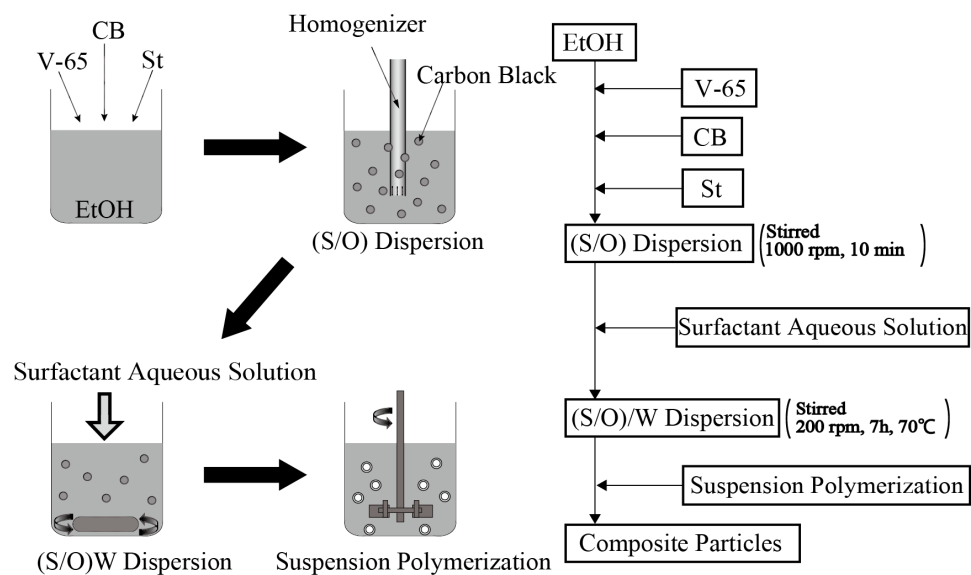 CB
V-65
St
EtOH
Homogenizer
Carbon Black
(S/O) Dispersion
Surfactant Aqueous Solution
(S/O)W Dispersion
Suspension Polymerization
EtOH
V-65
CB
St
(S/O) Dispersion
(Stirred
1000 rpm, 10 min)
Surfactant Aqueous Solution
(S/O)/W Dispersion
(Stirred
200 rpm, 7h, 70℃)
Suspension Polymerization
Composite Particles